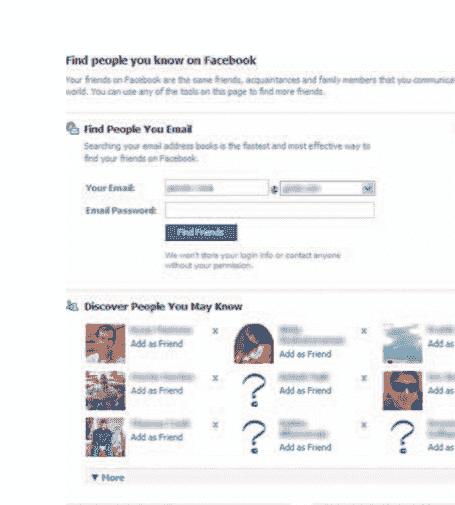 Find people you know on Facebook
Your friends on Facebook are the same friends, acquaintances and family members that you communica
world. You can use any of the tools on this page to find more friends.
Find People You Email
Searching your email address books is the fastest and most effective way to
find your friends on Facebook.
Your Email: @
Email Password:
Find Friends
We won't store your login info or contact anyone
without your permission.
Discover People You May Know
x x
Add as Friend Add as Friend Add as
x x
Add as Friend Add as Friend Add as
x x
Add as Friend Add as Friend Add as
▼ More